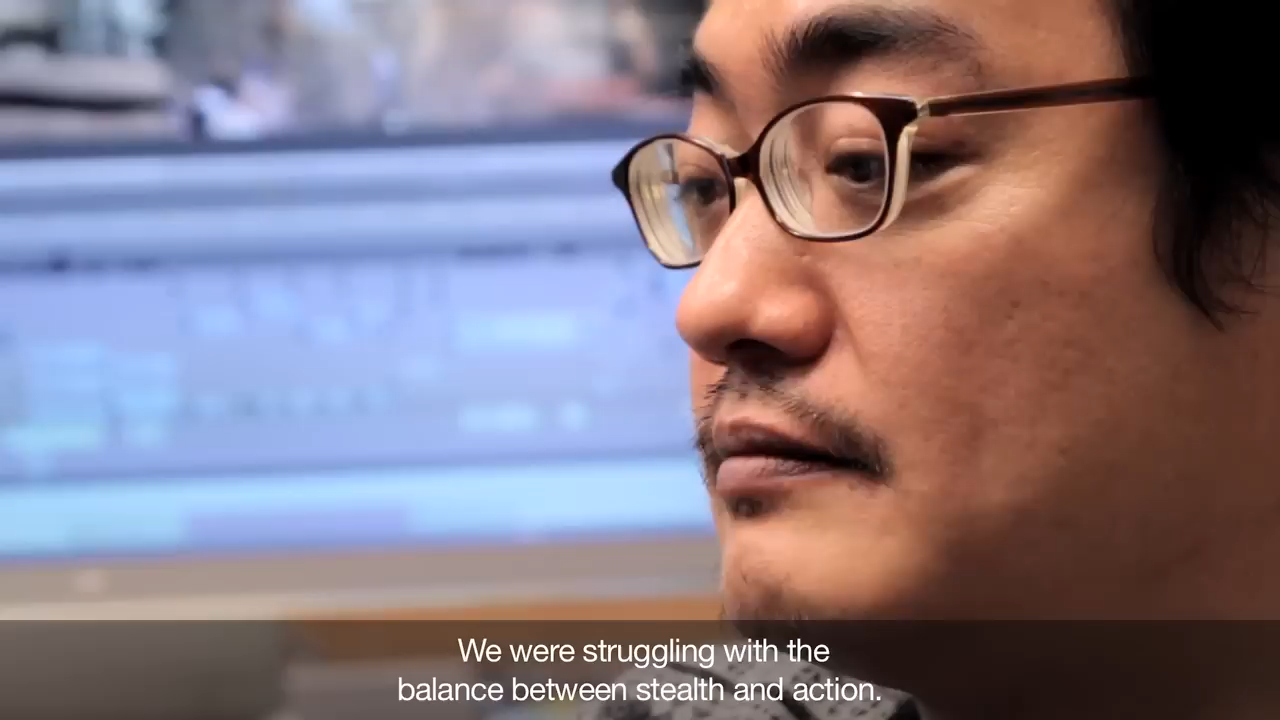 We were struggling with the
balance between stealth and action.